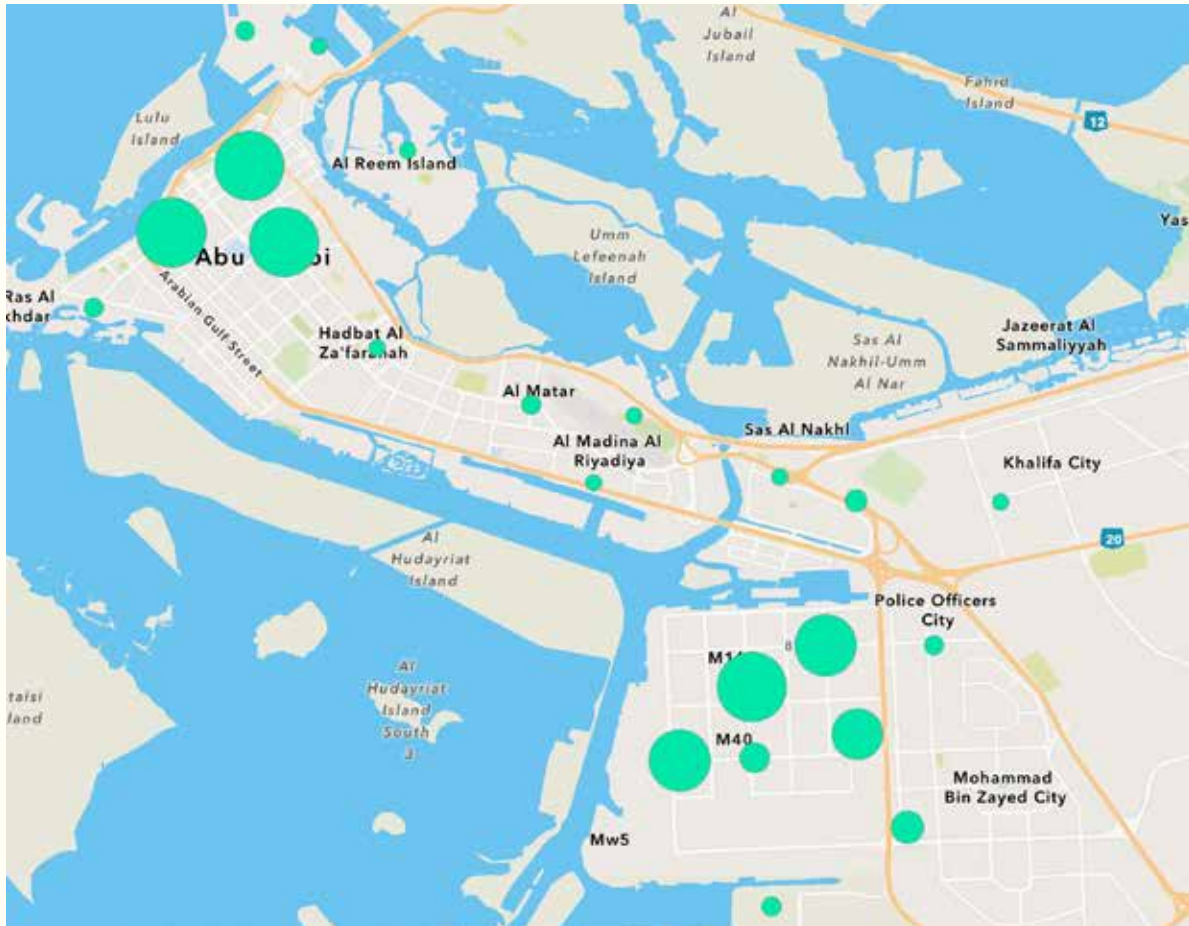 Al
Jubail
Island
Fahid
Island
12
Lulu
Island
Al Reem Island
Yas
Umm
Lefeenah
Island
Abu
Ras Al
khdar
Arabian Gulf Street
Hadbat Al
Za'faranah
Jazeerat Al
Sammaliyyah
Sas Al
Nakhil-Umm
Al Nar
Al Matar
Sas Al Nakhl
Al Madina Al
Riyadiya
Khalifa City
20
Al
Hudayriat
Island
Police Officers
City
8
Al
Hudayriat
Island
South
3
taisi
land
M40
Mohammad
Bin Zayed City
Mw5